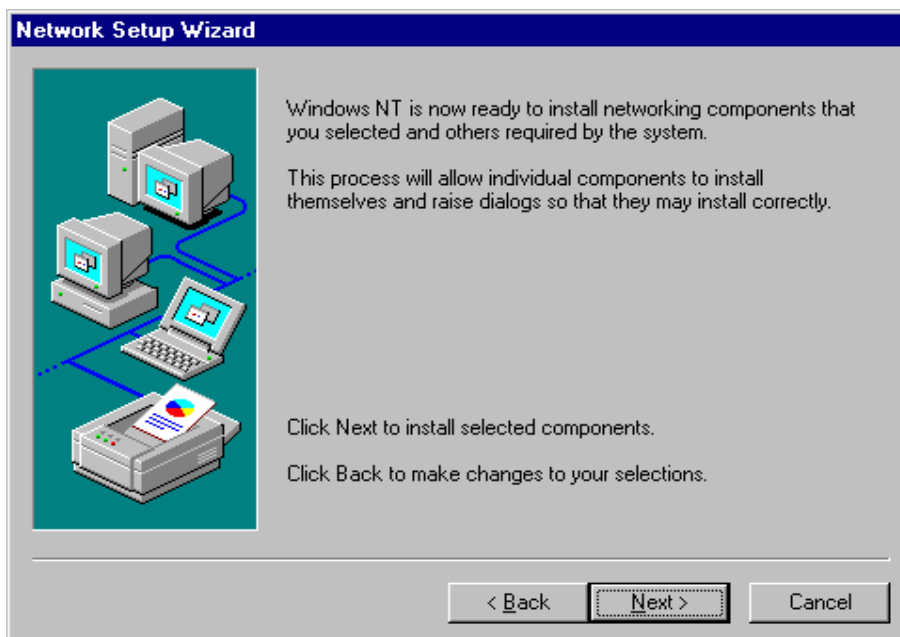 Network Setup Wizard
Windows NT is now ready to install networking components that
you selected and others required by the system.
This process will allow individual components to install
themselves and raise dialogs so that they may install correctly.
Click Next to install selected components.
Click Back to make changes to your selections.
< Back
Next >
Cancel